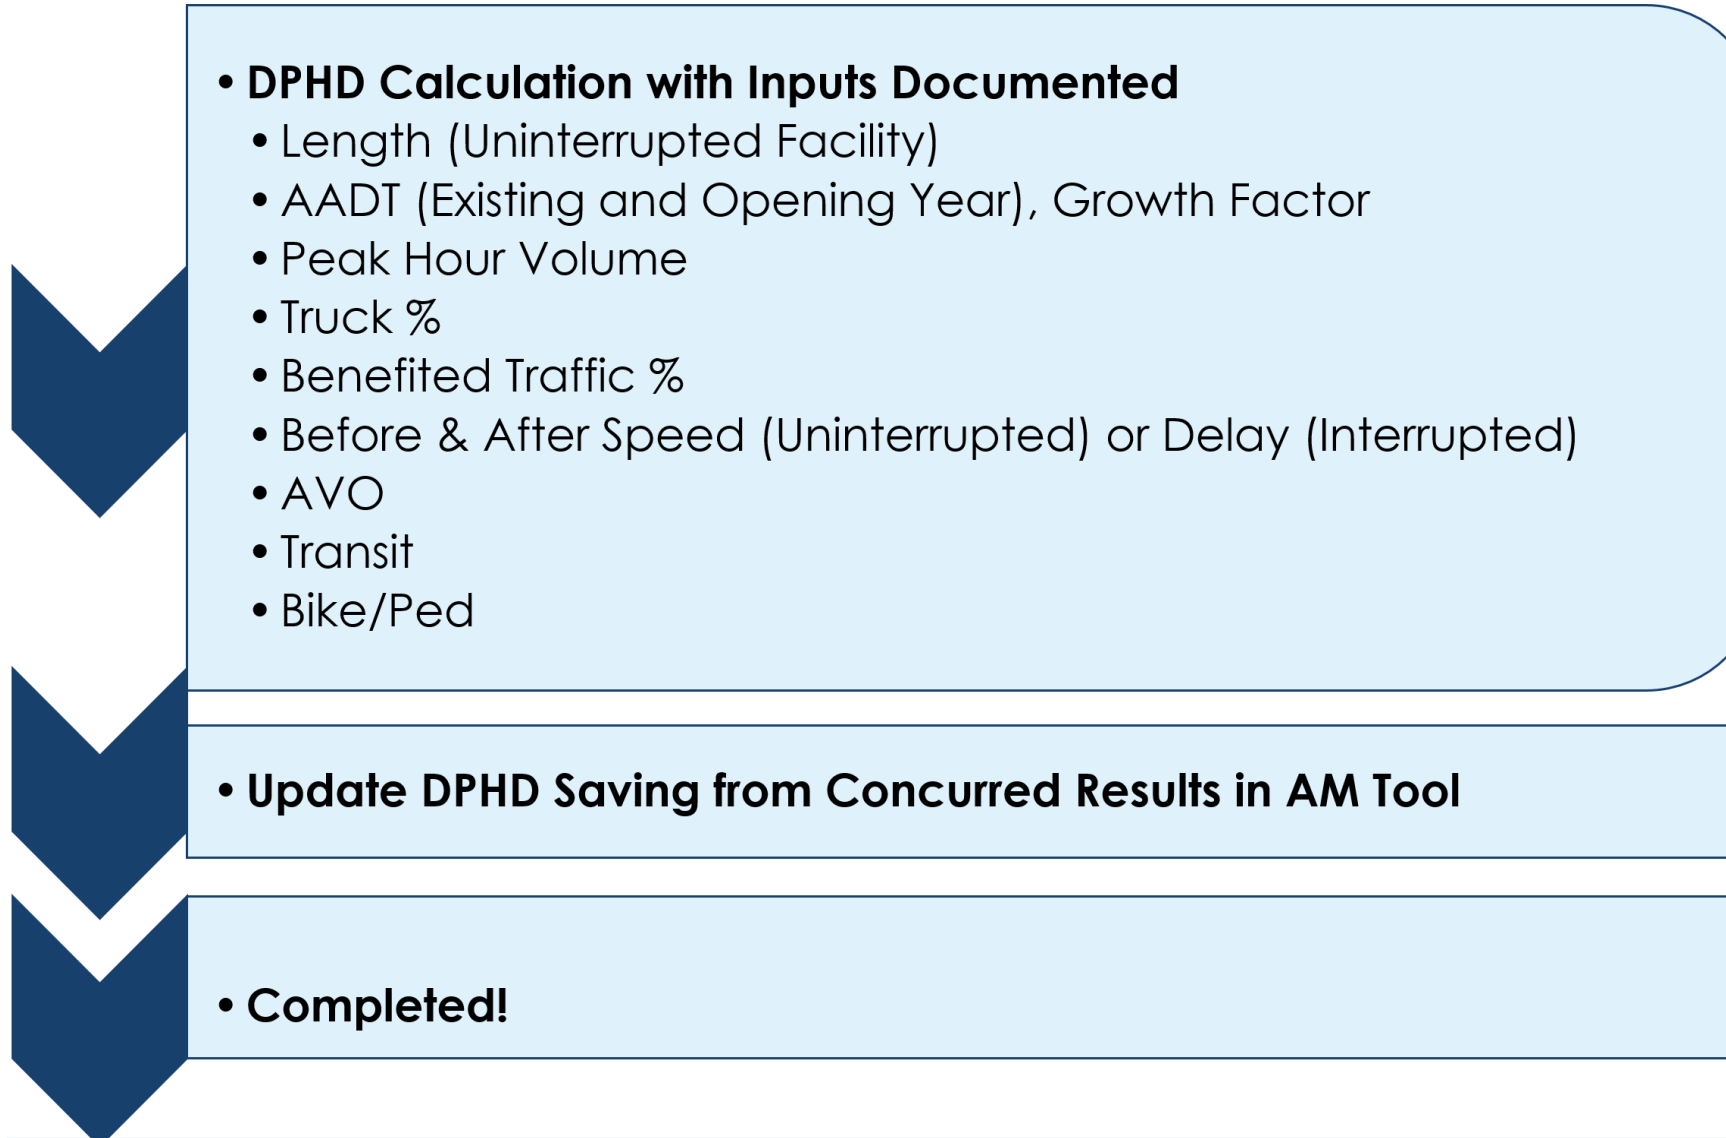 • DPHD Calculation with Inputs Documented
• Length (Uninterrupted Facility)
• AADT (Existing and Opening Year), Growth Factor
• Peak Hour Volume
• Truck %
• Benefited Traffic %
• Before & After Speed (Uninterrupted) or Delay (Interrupted)
• AVO
• Transit
• Bike/Ped
• Update DPHD Saving from Concurred Results in AM Tool
• Completed!